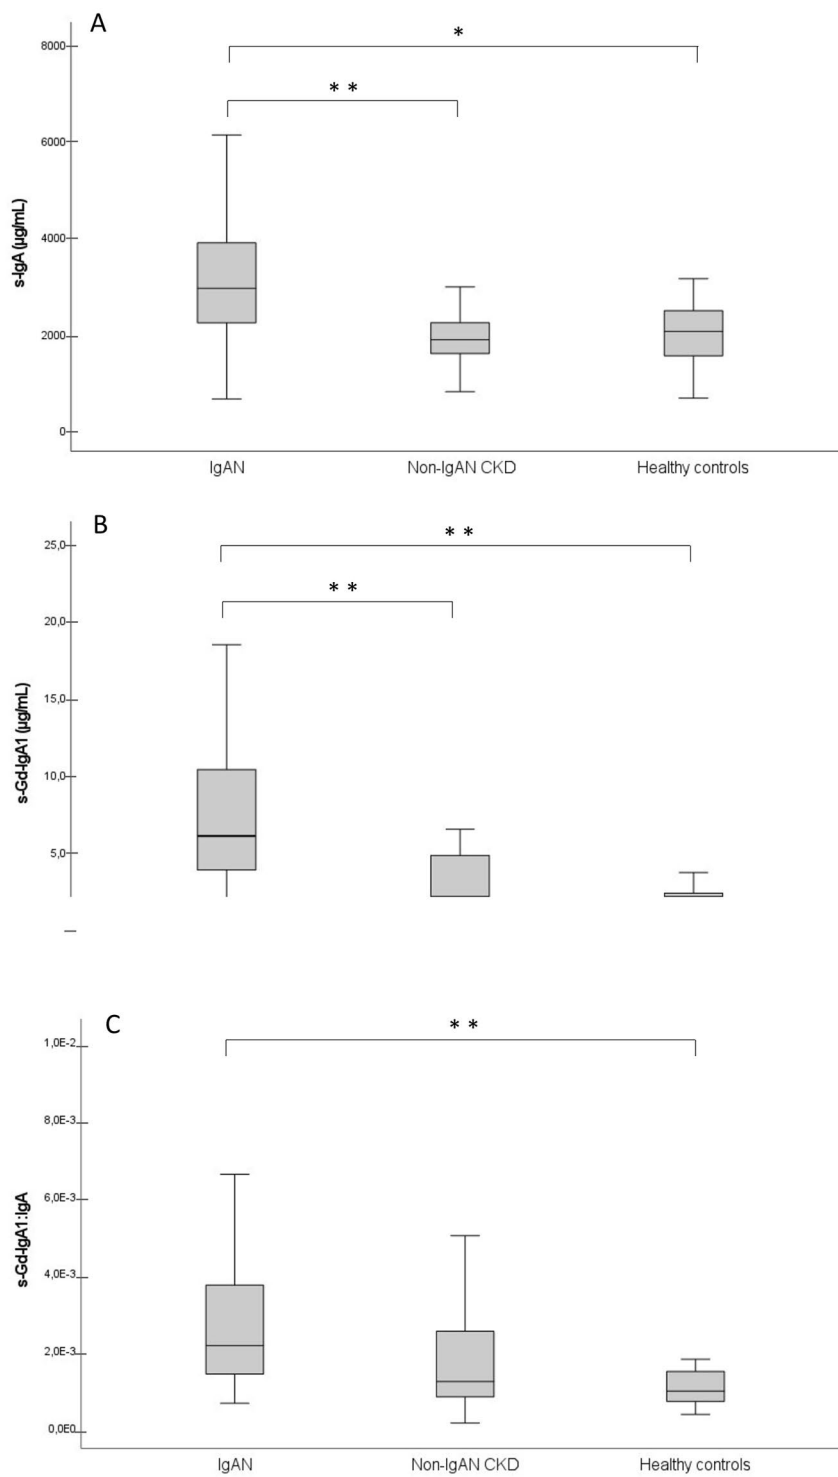 A
*
* *
8000
6000
4000
2000
0
s-IgA (µg/mL)
IgAN Non-IgAN CKD Healthy controls
B
* *
* *
25,0
20,0
15,0
10,0
5,0
s-Gd-IgA1 (µg/mL)
C
* *
1,0E-2
8,0E-3
6,0E-3
4,0E-3
2,0E-3
0,0E0
s-Gd-IgA1:IgA
IgAN Non-IgAN CKD Healthy controls